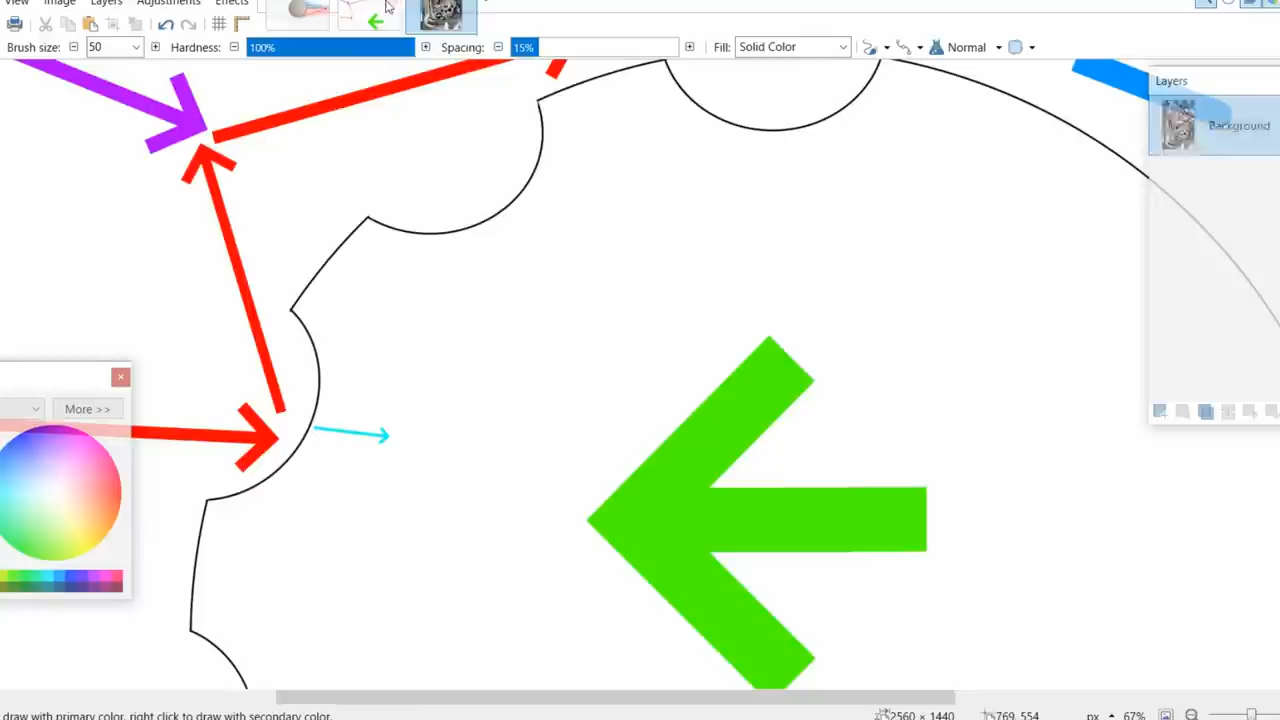 View Image Layers Adjustments Effects
Brush size: 50 Hardness: 100% Spacing: 15% Fill: Solid Color Normal
Layers
Background
More >>
draw with primary color, right click to draw with secondary color.
2560 × 1440 769, 554 px 67%